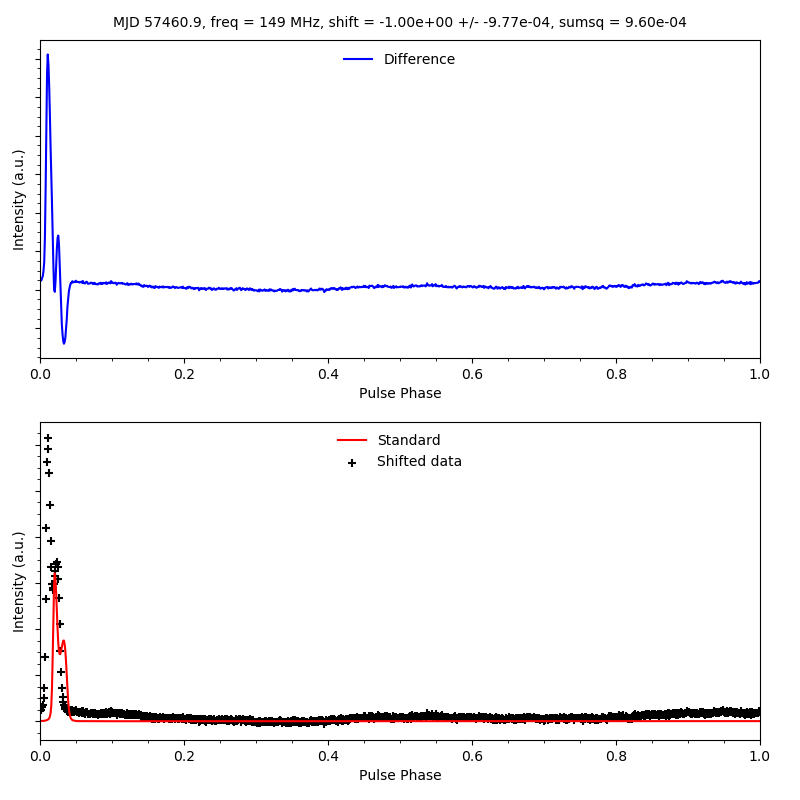 MJD 57460.9, freq = 149 MHz, shift = -1.00e+00 +/- -9.77e-04, sumsq = 9.60e-04
Difference
Intensity (a.u.)
0.0 0.2 0.4 0.6 0.8 1.0
Pulse Phase
Standard
Shifted data
Intensity (a.u.)
0.0 0.2 0.4 0.6 0.8 1.0
Pulse Phase